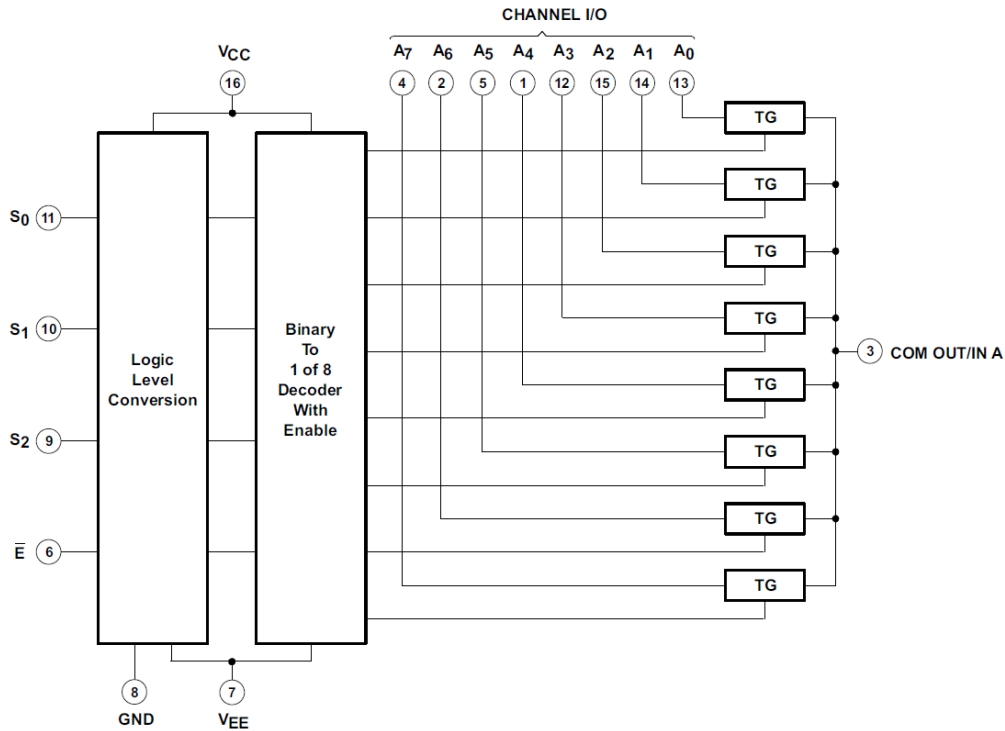 CHANNEL I/O
VCC A7 A6 A5 A4 A3 A2 A1 A0
16 4 2 5 1 12 15 14 13
TG
TG
S0 11
TG
TG
S1 10
Binary
To
1 of 8
Decoder
With
Enable
Logic
Level
Conversion
3 COM OUT/IN A
TG
S2 9
TG
TG
E̅ 6
TG
8 7
GND VEE